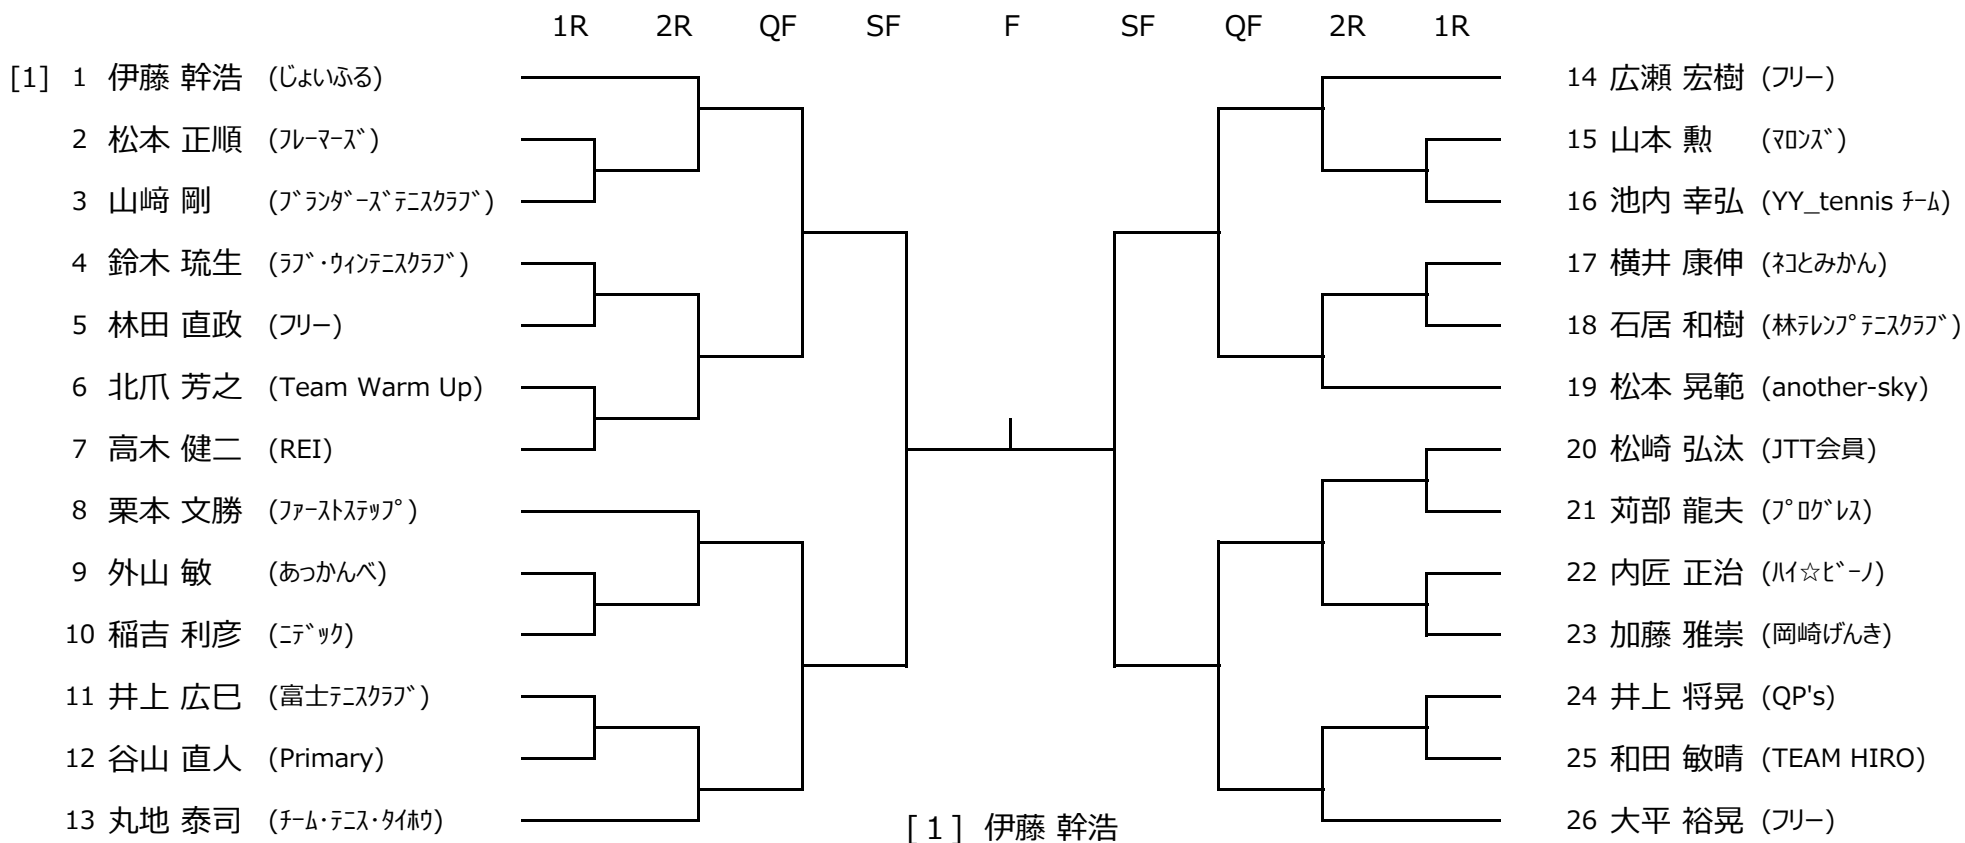 1R 2R QF SF F SF QF 2R 1R
[1] 1 伊藤 幹浩 (じょいふる) 14 広瀬 宏樹 (フリー)
2 松本 正順 (ﾌﾚｰﾏｰｽﾞ) 15 山本 勲 (ﾏﾛﾝｽﾞ)
3 山﨑 剛 (ﾌﾞﾗﾝﾀﾞｰｽﾞﾃﾆｽｸﾗﾌﾞ) 16 池内 幸弘 (YY_tennis ﾁｰﾑ)
4 鈴木 琉生 (ﾗﾌﾞ・ウィﾝﾃﾆｽｸﾗﾌﾞ) 17 横井 康伸 (ﾈｺとみかん)
5 林田 直政 (フリー) 18 石居 和樹 (林ﾃﾚﾝﾌﾟﾃﾆｽｸﾗﾌﾞ)
6 北爪 芳之 (Team Warm Up) 19 松本 晃範 (another-sky)
7 高木 健二 (REI) 20 松崎 弘汰 (JTT会員)
8 栗本 文勝 (ﾌｧｰｽﾄｽﾃｯﾌﾟ) 21 苅部 龍夫 (ﾌﾟﾛｸﾞﾚｽ)
9 外山 敏 (あっかんべ) 22 内匠 正治 (ﾊｲ☆ﾋﾞｰﾉ)
10 稲吉 利彦 (ﾆﾃﾞｯｸ) 23 加藤 雅崇 (岡崎げんき)
11 井上 広巳 (富士ﾃﾆｽｸﾗﾌﾞ) 24 井上 将晃 (QP's)
12 谷山 直人 (Primary) 25 和田 敏晴 (TEAM HIRO)
13 丸地 泰司 (ﾁｰﾑ・ﾃﾆｽ・ﾀｲﾎｳ) 26 大平 裕晃 (フリー)
[ 1 ] 伊藤 幹浩